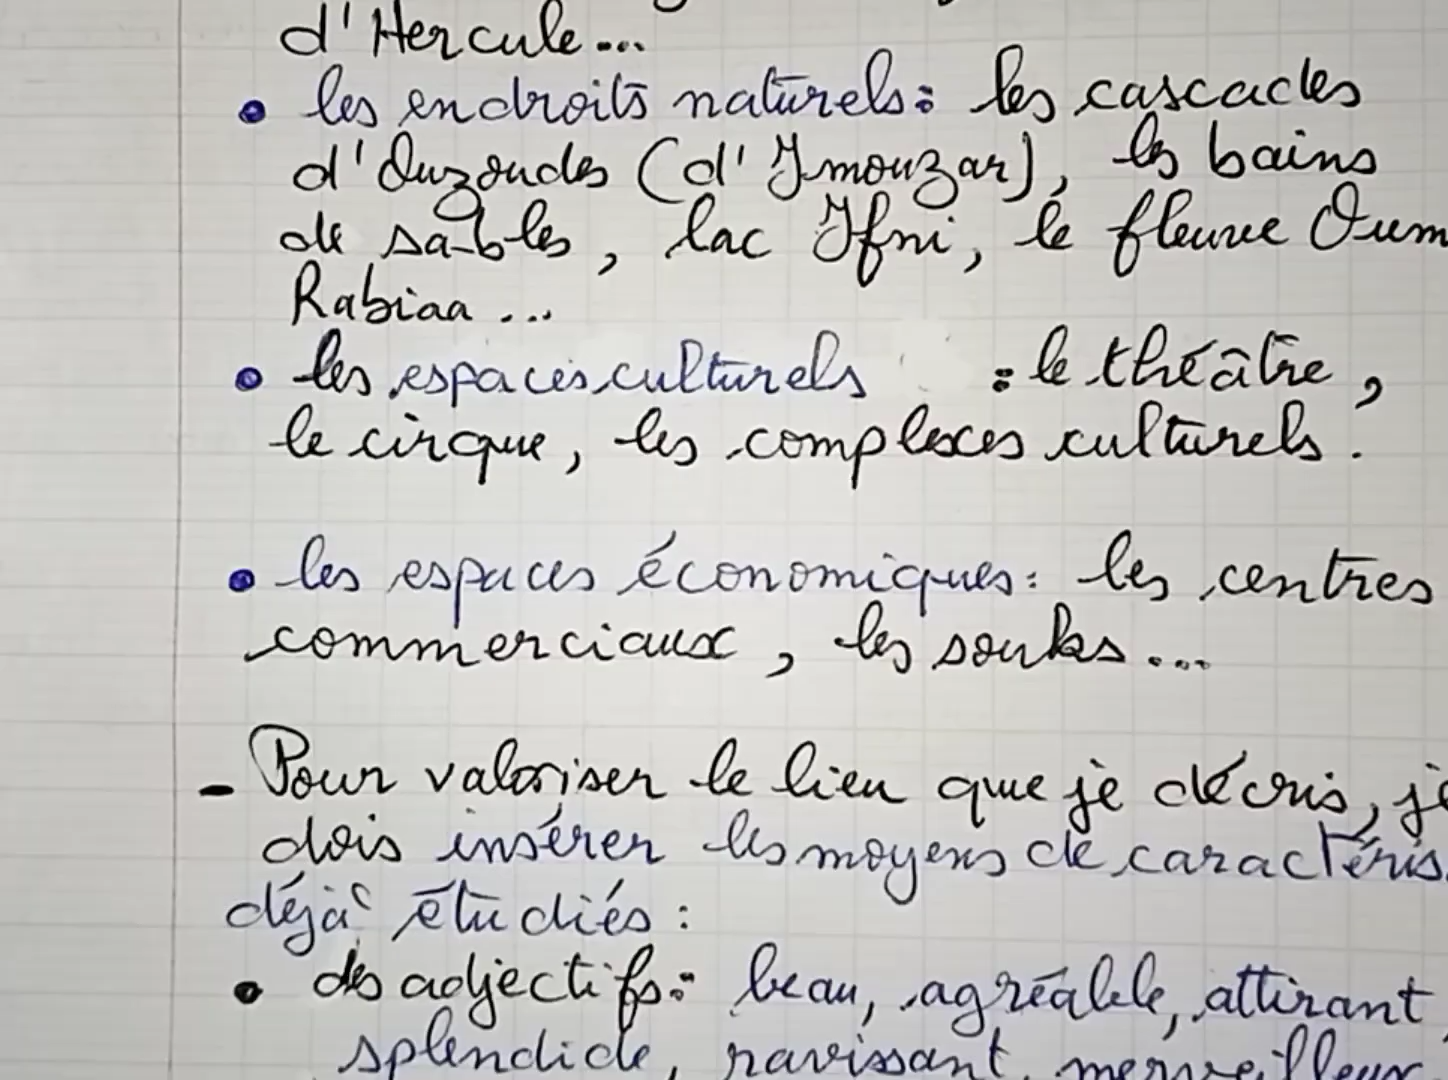 d'Hercule...
• les endroits naturels: les cascades
d'Ouzoudes (d'Imouzar), les bains
de sables, lac Ifni, le fleuve Oum
Rabiaa ...
• les espaces culturels : le théâtre,
le cirque, les complexes culturels.
• les espaces économiques: les centres
commerciaux, les souks...
- Pour valoriser le lieu que je décris, je
dois insérer les moyens de caractéris
déjà étudiés :
• des adjectifs: beau, agréable, attirant
splendide, ravissant, merveilleux